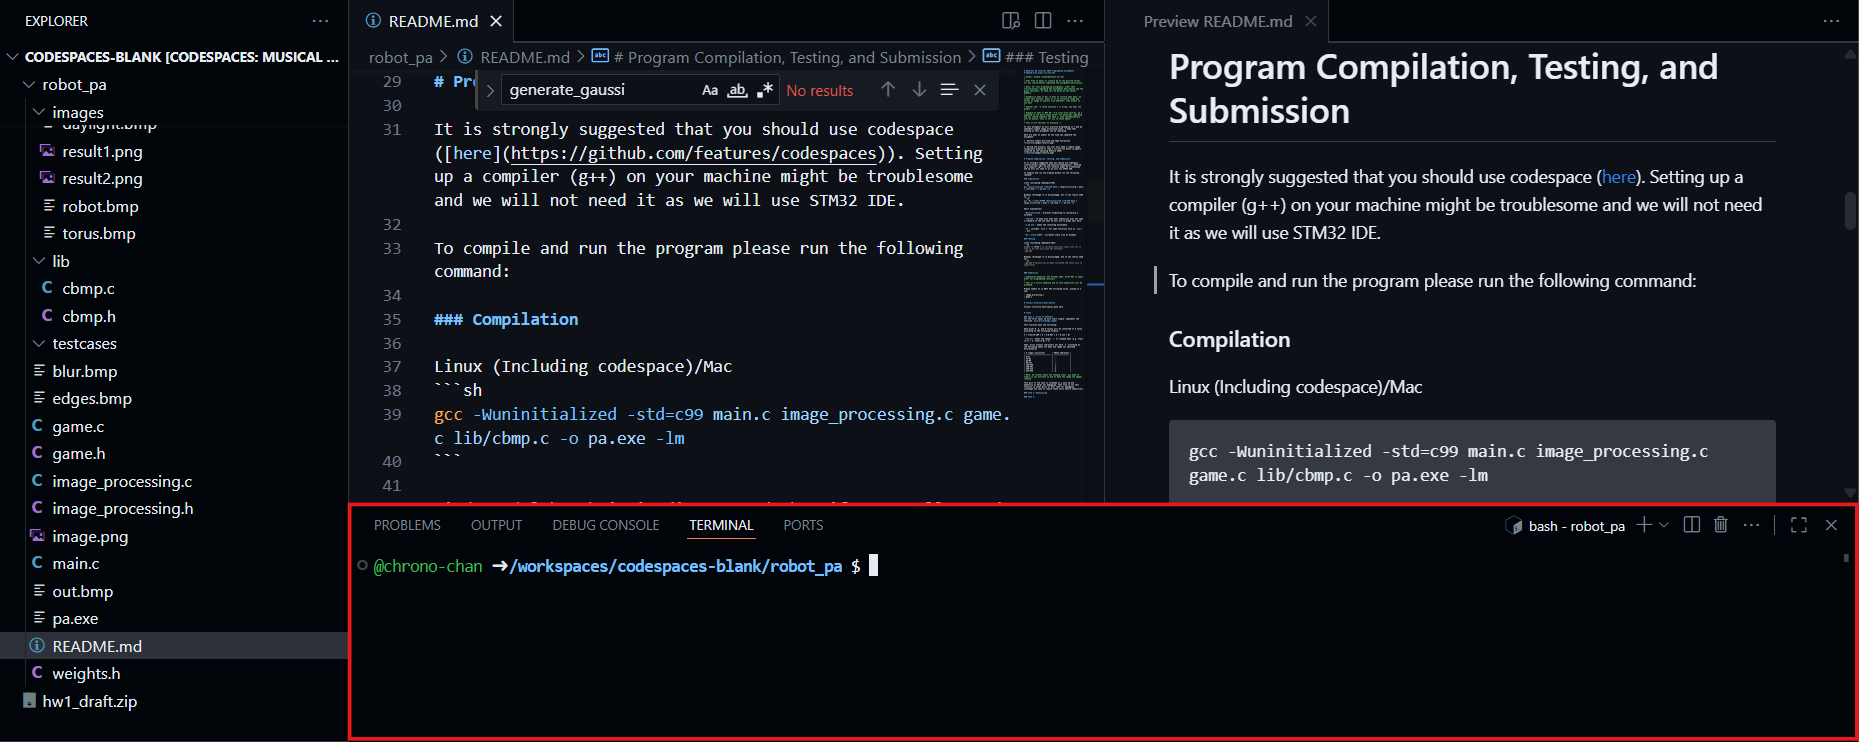 EXPLORER
CODESPACES-BLANK [CODESPACES: MUSICAL ...
robot_pa
images
daylight.bmp
result1.png
result2.png
robot.bmp
torus.bmp
lib
cbmp.c
cbmp.h
testcases
blur.bmp
edges.bmp
game.c
game.h
image_processing.c
image_processing.h
image.png
main.c
out.bmp
pa.exe
README.md
weights.h
hw1_draft.zip
README.md
robot_pa > README.md > # Program Compilation, Testing, and Submission > ### Testing
generate_gaussi Aa ab .* No results
29 # Pr
30
31 It is strongly suggested that you should use codespace
([here](https://github.com/features/codespaces)). Setting
up a compiler (g++) on your machine might be troublesome
and we will not need it as we will use STM32 IDE.
32
33 To compile and run the program please run the following
command:
34
35 ### Compilation
36
37 Linux (Including codespace)/Mac
38 ```sh
39 gcc -Wuninitialized -std=c99 main.c image_processing.c game.
c lib/cbmp.c -o pa.exe -lm
40 ```
41
Preview README.md
Program Compilation, Testing, and
Submission
It is strongly suggested that you should use codespace (here). Setting up a
compiler (g++) on your machine might be troublesome and we will not need
it as we will use STM32 IDE.
To compile and run the program please run the following command:
Compilation
Linux (Including codespace)/Mac
gcc -Wuninitialized -std=c99 main.c image_processing.c
game.c lib/cbmp.c -o pa.exe -lm
PROBLEMS OUTPUT DEBUG CONSOLE TERMINAL PORTS
bash - robot_pa
@chrono-chan ➜/workspaces/codespaces-blank/robot_pa $